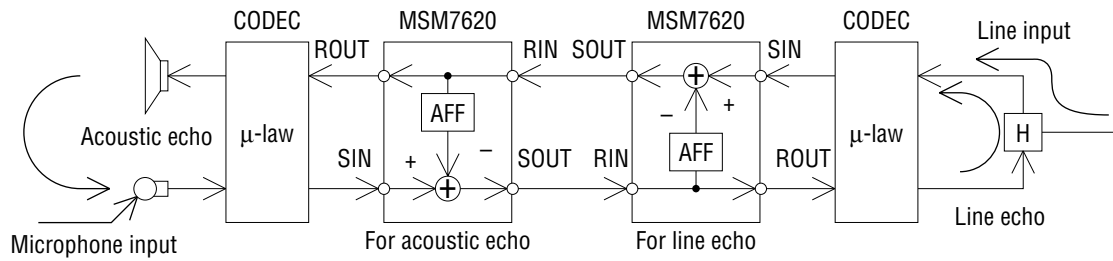 CODEC
MSM7620
MSM7620
CODEC
Line input
ROUT
RIN
SOUT
SIN
AFF
+
− +
Acoustic echo
μ-law
μ-law
H
SIN
+ −
SOUT
RIN
AFF
ROUT
+
Line echo
Microphone input
For acoustic echo
For line echo